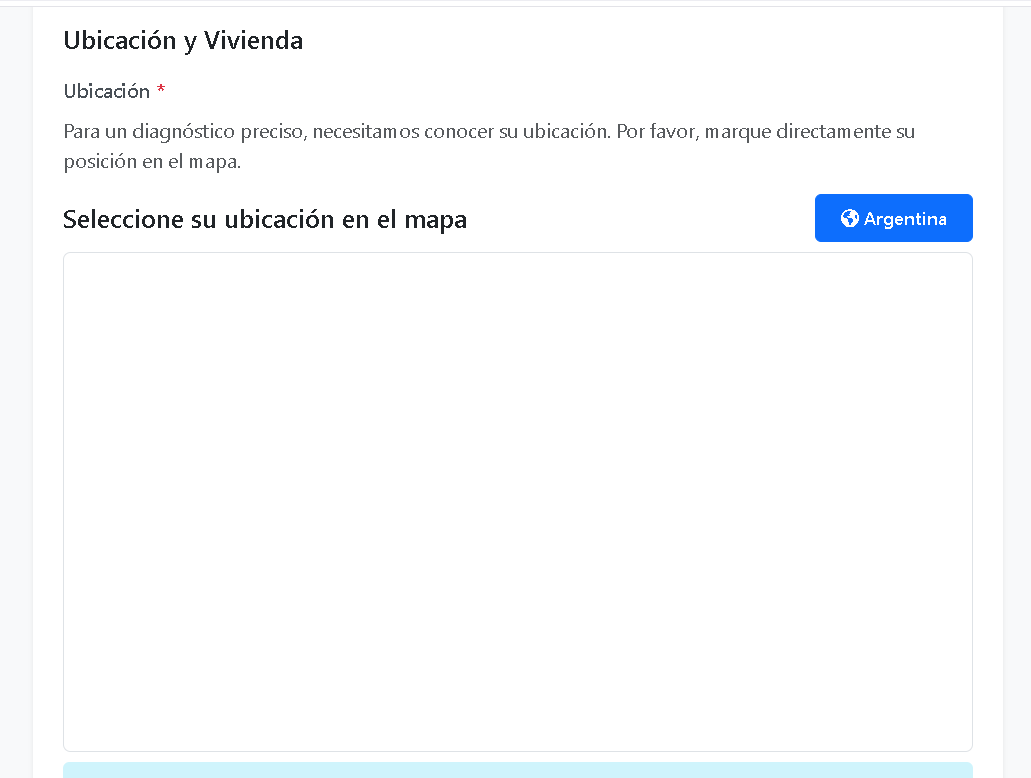 Ubicación y Vivienda
Ubicación *
Para un diagnóstico preciso, necesitamos conocer su ubicación. Por favor, marque directamente su
posición en el mapa.
Seleccione su ubicación en el mapa
Argentina